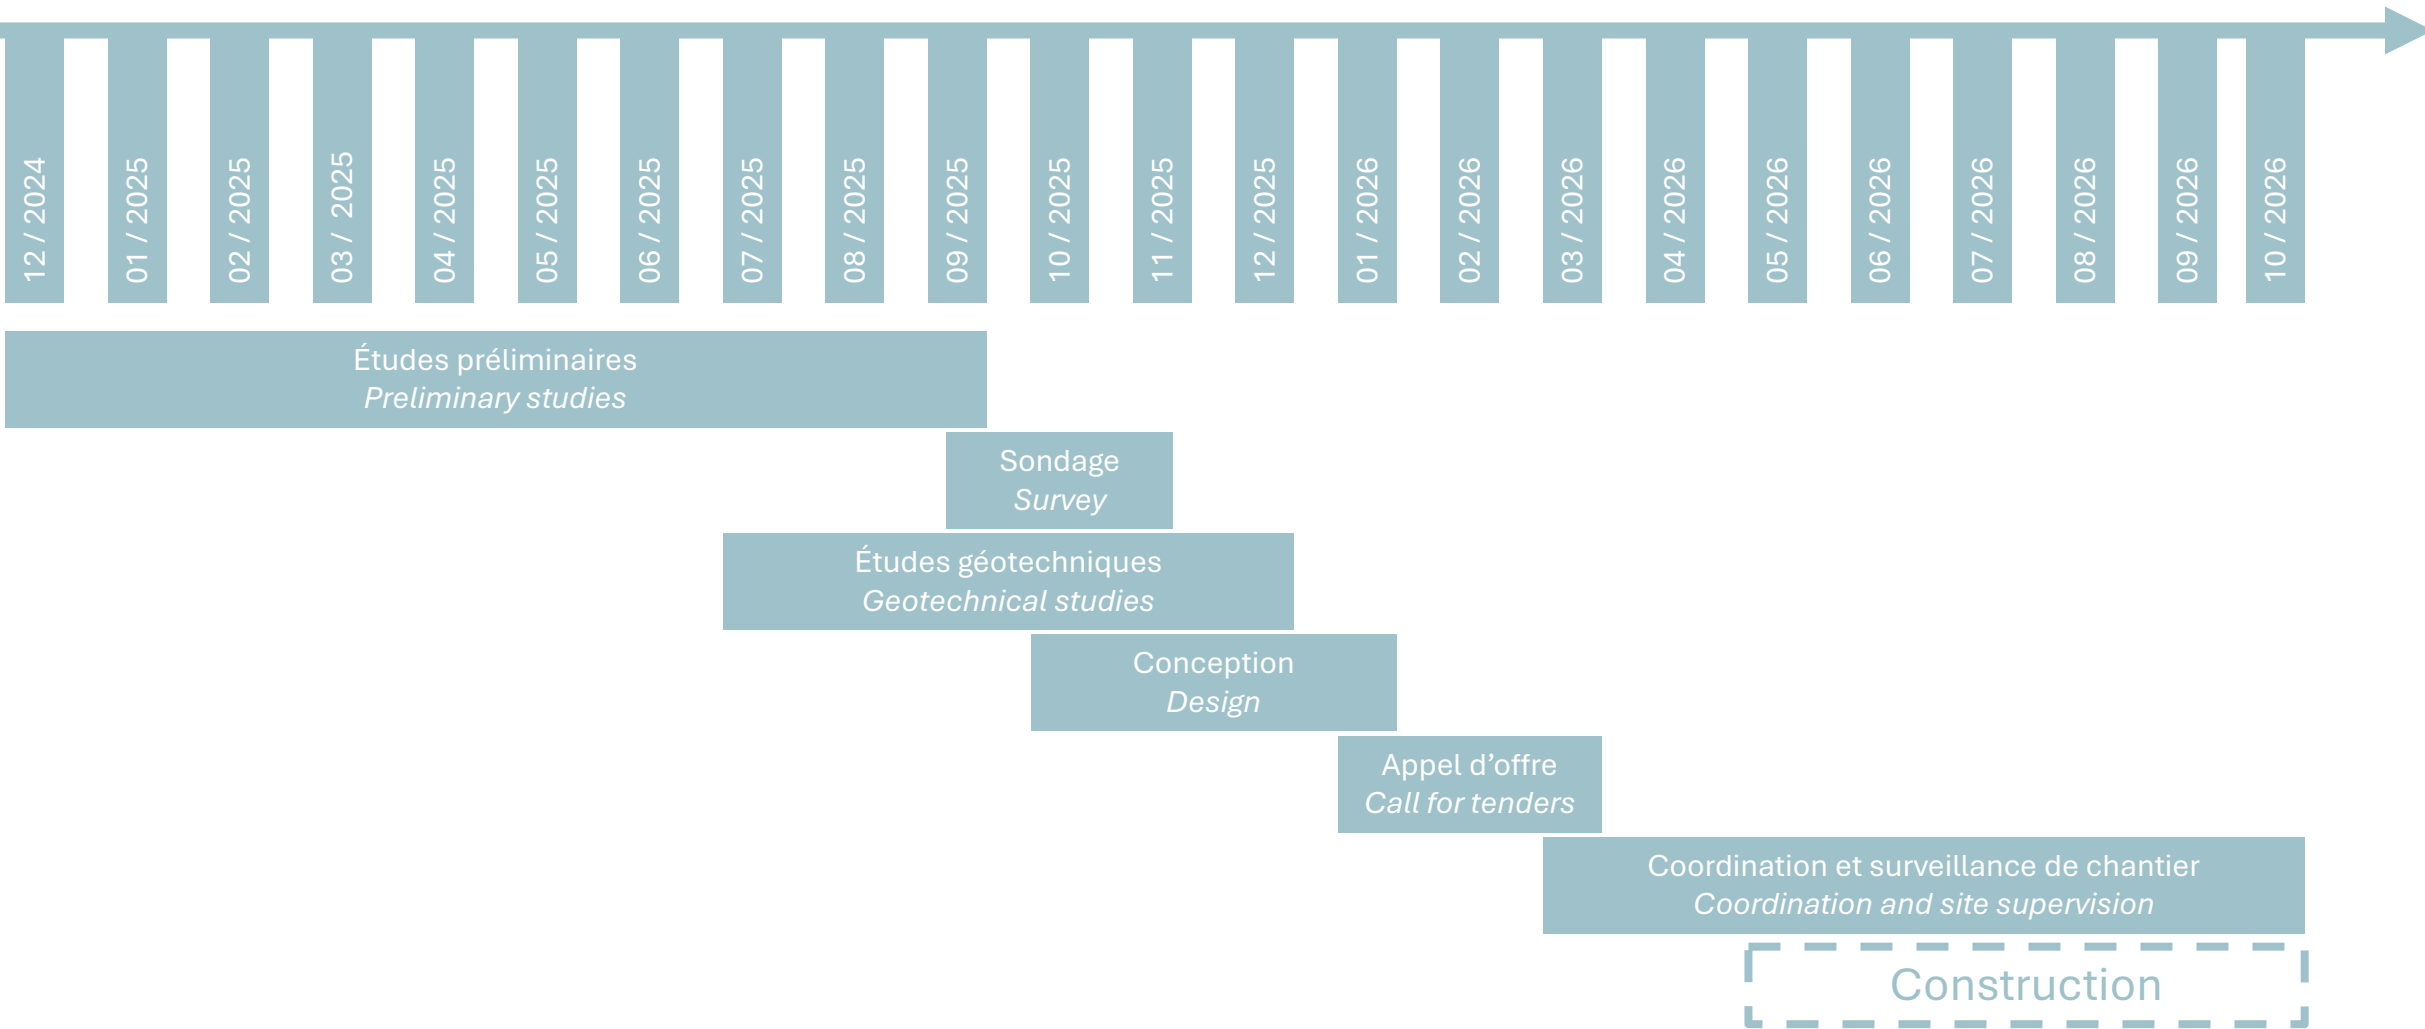 12 / 2024
01 / 2025
02 / 2025
03 / 2025
04 / 2025
05 / 2025
06 / 2025
07 / 2025
08 / 2025
09 / 2025
10 / 2025
11 / 2025
12 / 2025
01 / 2026
02 / 2026
03 / 2026
04 / 2026
05 / 2026
06 / 2026
07 / 2026
08 / 2026
09 / 2026
10 / 2026
Études préliminaires
Preliminary studies
Sondage
Survey
Études géotechniques
Geotechnical studies
Conception
Design
Appel d’offre
Call for tenders
Coordination et surveillance de chantier
Coordination and site supervision
Construction